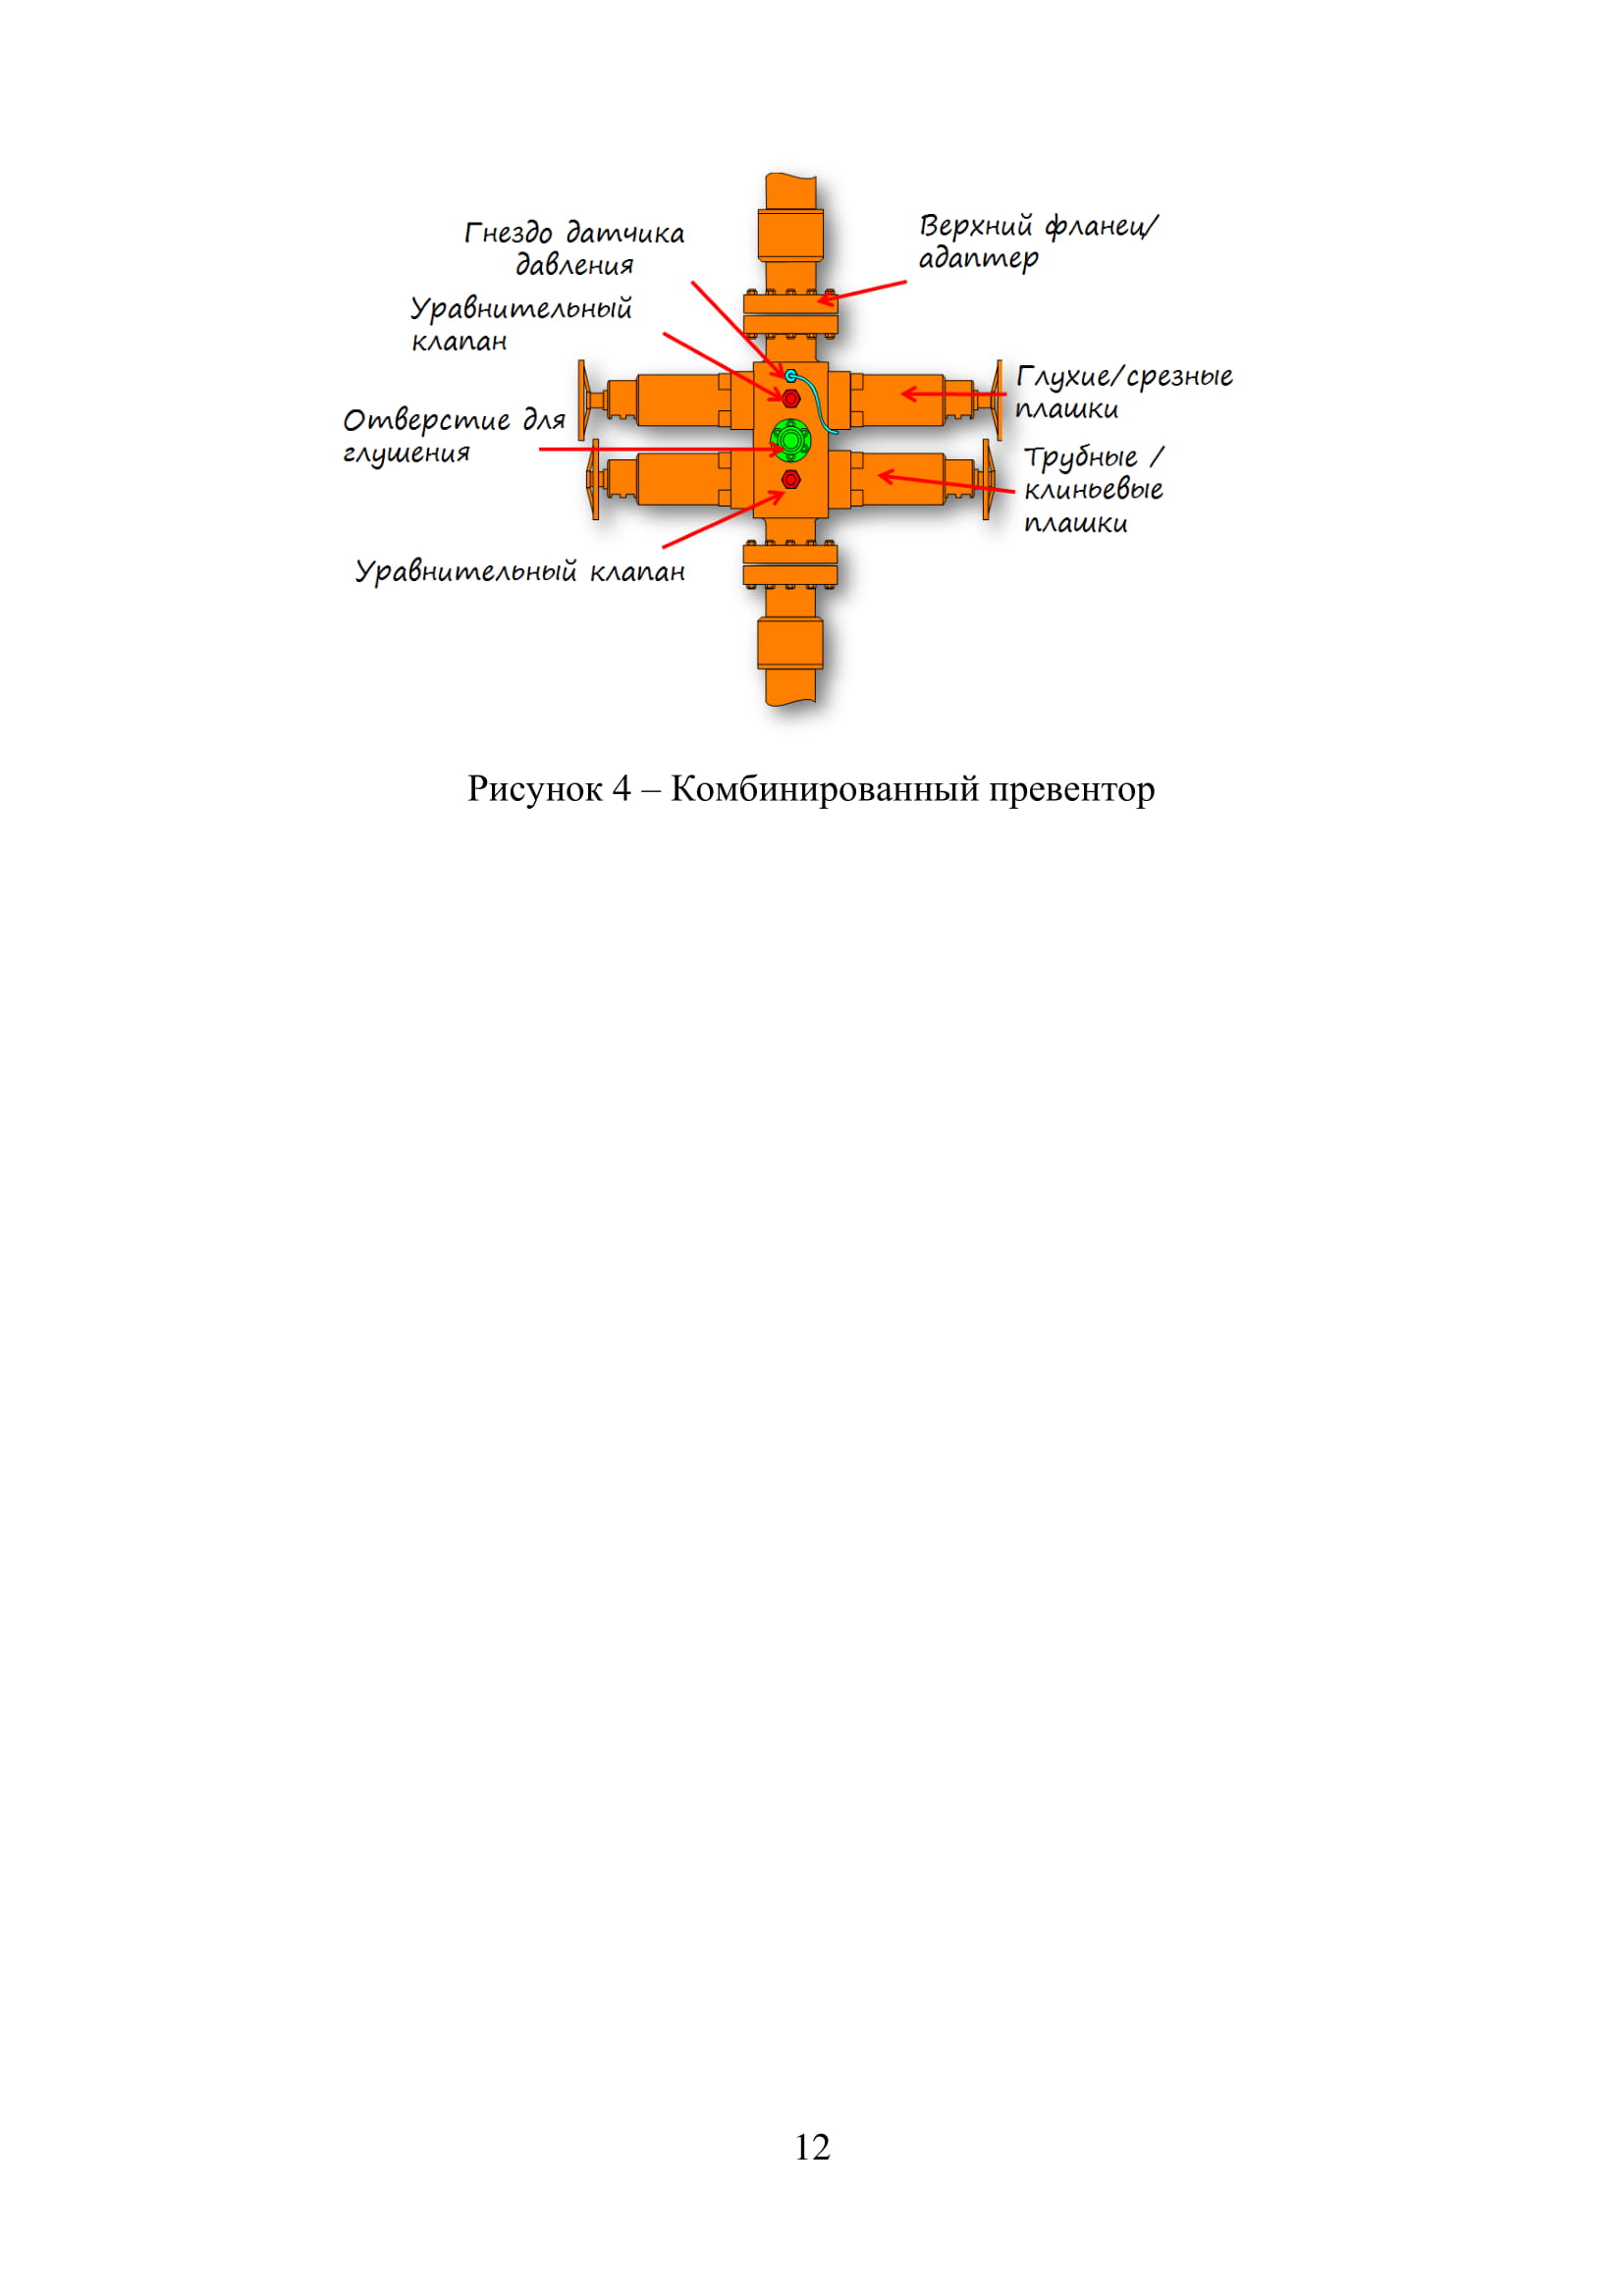 Гнездо датчика
давления
Верхний фланец/
адаптер
Уравнительный
клапан
Глухие/срезные
плашки
Отверстие для
глушения
Трубные /
клиньевые
плашки
Уравнительный клапан
Рисунок 4 – Комбинированный превентор
12